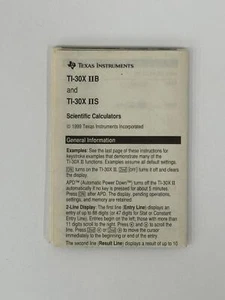 TEXAS INSTRUMENTS
TI-30X IIB
and
TI-30X IIS
Scientific Calculators
© 1999 Texas Instruments Incorporated
General Information
Examples: See the last page of these instructions for
keystroke examples that demonstrate many of the
TI-30X II functions. Examples assume all default settings.
ON turns on the TI-30X IIB. 2nd [OFF] turns it off and clears
the display.
APD™ (Automatic Power Down™) turns off the TI-30X II
automatically if no key is pressed for about 5 minutes.
Press ON after APD. The display, pending operations,
settings, and memory are retained.
2-Line Display: The first line (Entry Line) displays an
entry of up to 88 digits (or 47 digits for Stat or Constant
Entry Line). Entries begin on the left; those with more than
11 digits scroll to the right. Press and to scroll the
line. Press 2nd or 2nd to move the cursor
immediately to the beginning or end of the entry.
The second line (Result Line) displays a result of up to 10